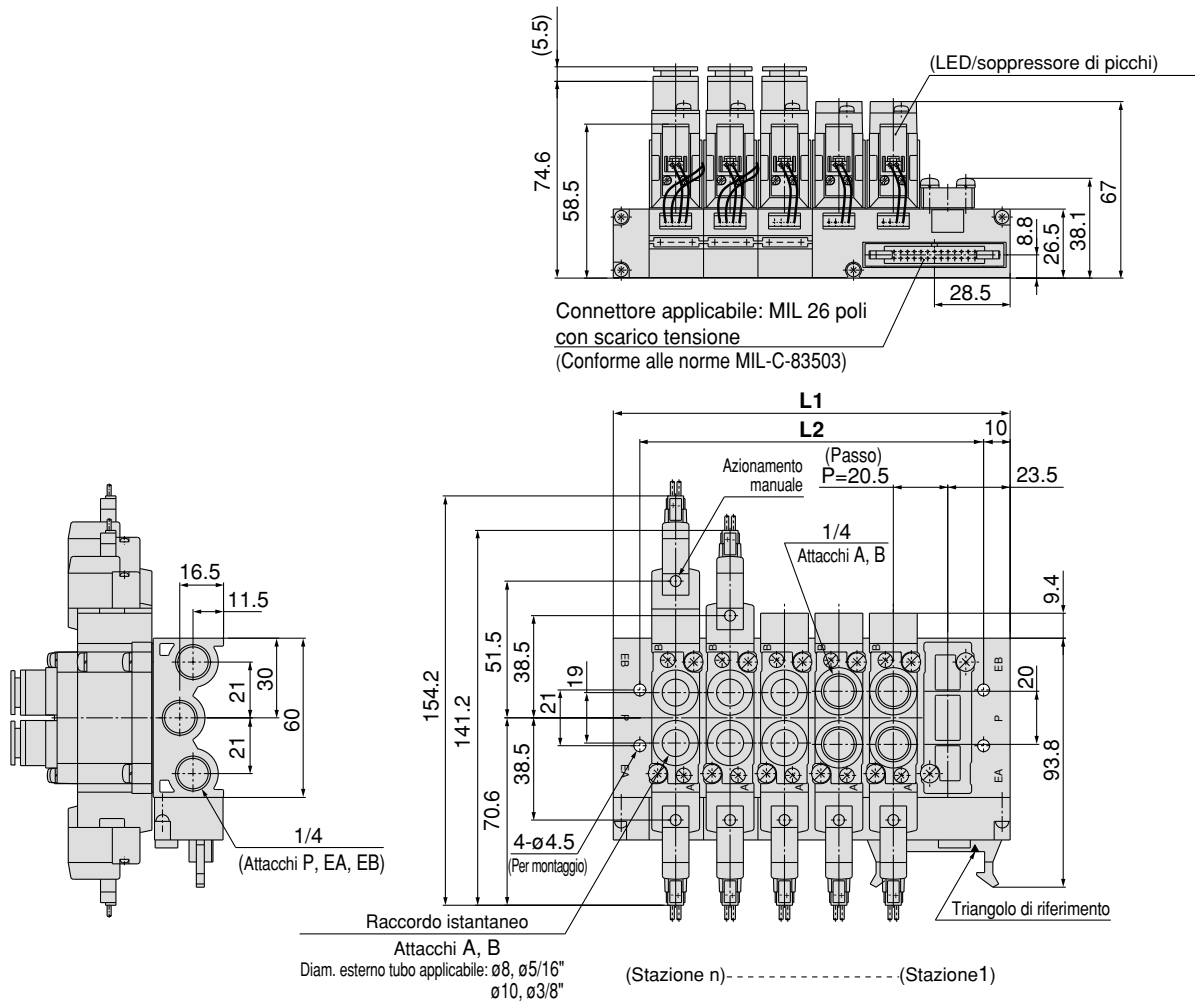 (5.5)
74.6
58.5
(LED/soppressore di picchi)
67
38.1
26.5
8.8
28.5
Connettore applicabile: MIL 26 poli
con scarico tensione
(Conforme alle norme MIL-C-83503)
L1
L2
10
(Passo)
P=20.5
23.5
Azionamento
manuale
1/4
Attacchi A, B
16.5
11.5
21
30
21
60
1/4
(Attacchi P, EA, EB)
154.2
141.2
51.5
38.5
19
21
38.5
70.6
9.4
20
93.8
B
B
B
B
B
EB
P
EA
EB
P
EA
A
A
A
A
A
4-ø4.5
(Per montaggio)
Raccordo istantaneo
Attacchi A, B
Diam. esterno tubo applicabile: ø8, ø5/16"
ø10, ø3/8"
Triangolo di riferimento
(Stazione n)---------------------(Stazione1)